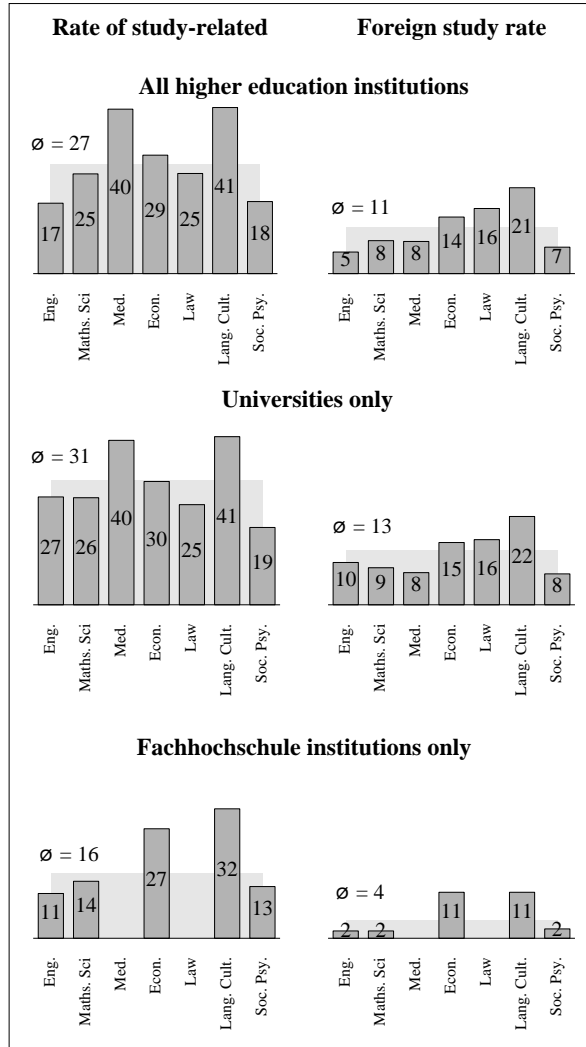 Rate of study-related Foreign study rate
All higher education institutions
ø = 27
17 25 40 29 25 41 18
Eng. Maths. Sci Med. Econ. Law Lang. Cult. Soc. Psy.
ø = 11
5 8 8 14 16 21 7
Eng. Maths. Sci Med. Econ. Law Lang. Cult. Soc. Psy.
Universities only
ø = 31
27 26 40 30 25 41 19
Eng. Maths. Sci Med. Econ. Law Lang. Cult. Soc. Psy.
ø = 13
10 9 8 15 16 22 8
Eng. Maths. Sci Med. Econ. Law Lang. Cult. Soc. Psy.
Fachhochschule institutions only
ø = 16
11 14 27 32 13
Eng. Maths. Sci Med. Econ. Law Lang. Cult. Soc. Psy.
ø = 4
2 2 11 11 2
Eng. Maths. Sci Med. Econ. Law Lang. Cult. Soc. Psy.